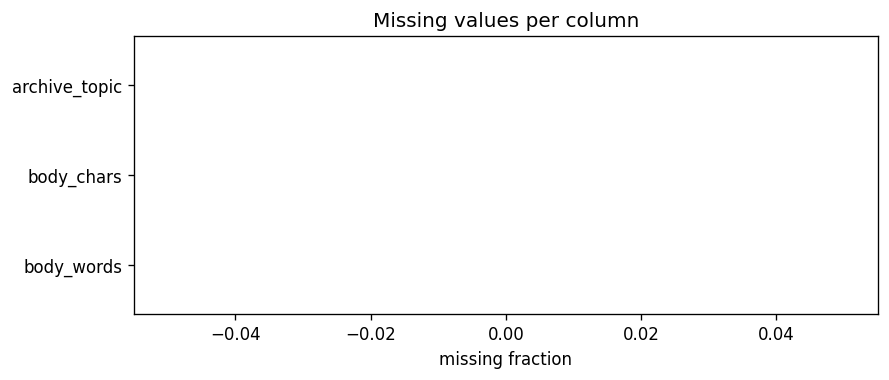 Missing values per column
archive_topic
body_chars
body_words
−0.04 −0.02 0.00 0.02 0.04
missing fraction